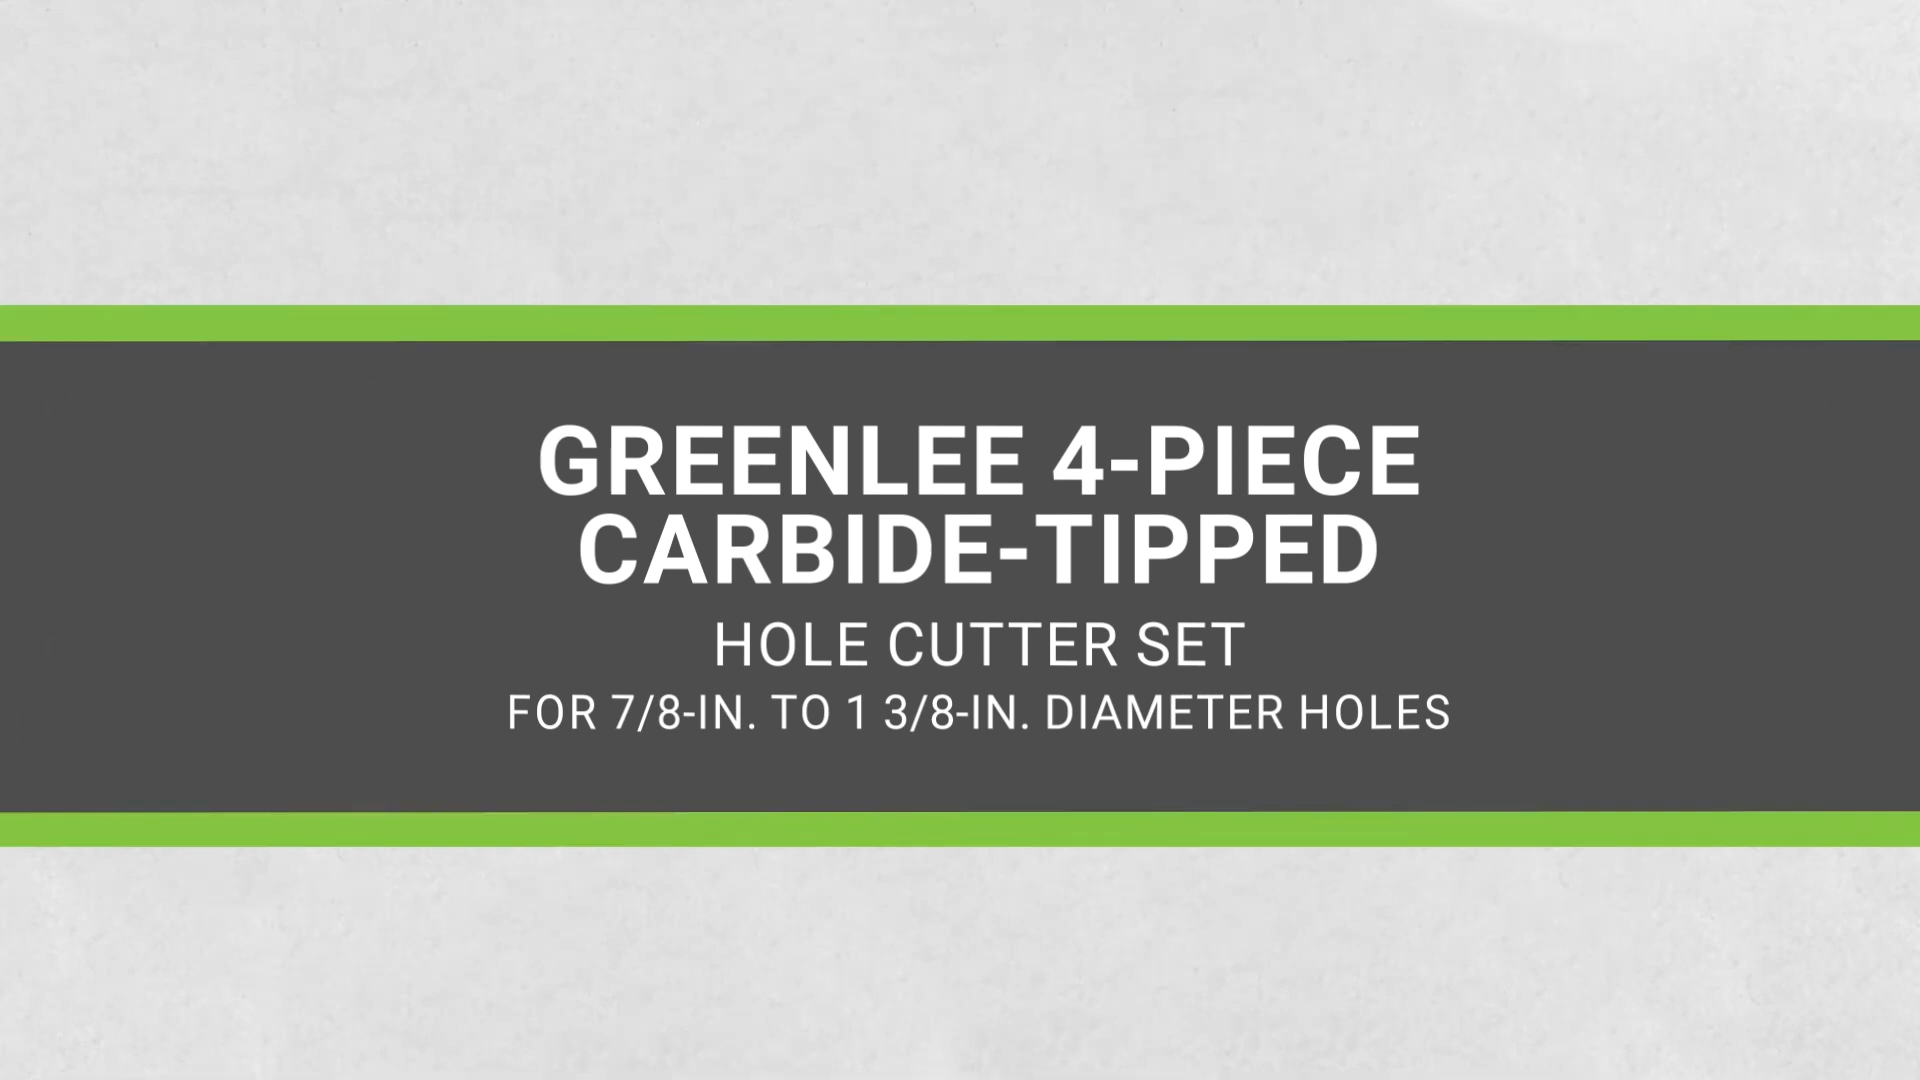 GREENLEE 4-PIECE
CARBIDE-TIPPED
HOLE CUTTER SET
FOR 7/8-IN. TO 1 3/8-IN. DIAMETER HOLES